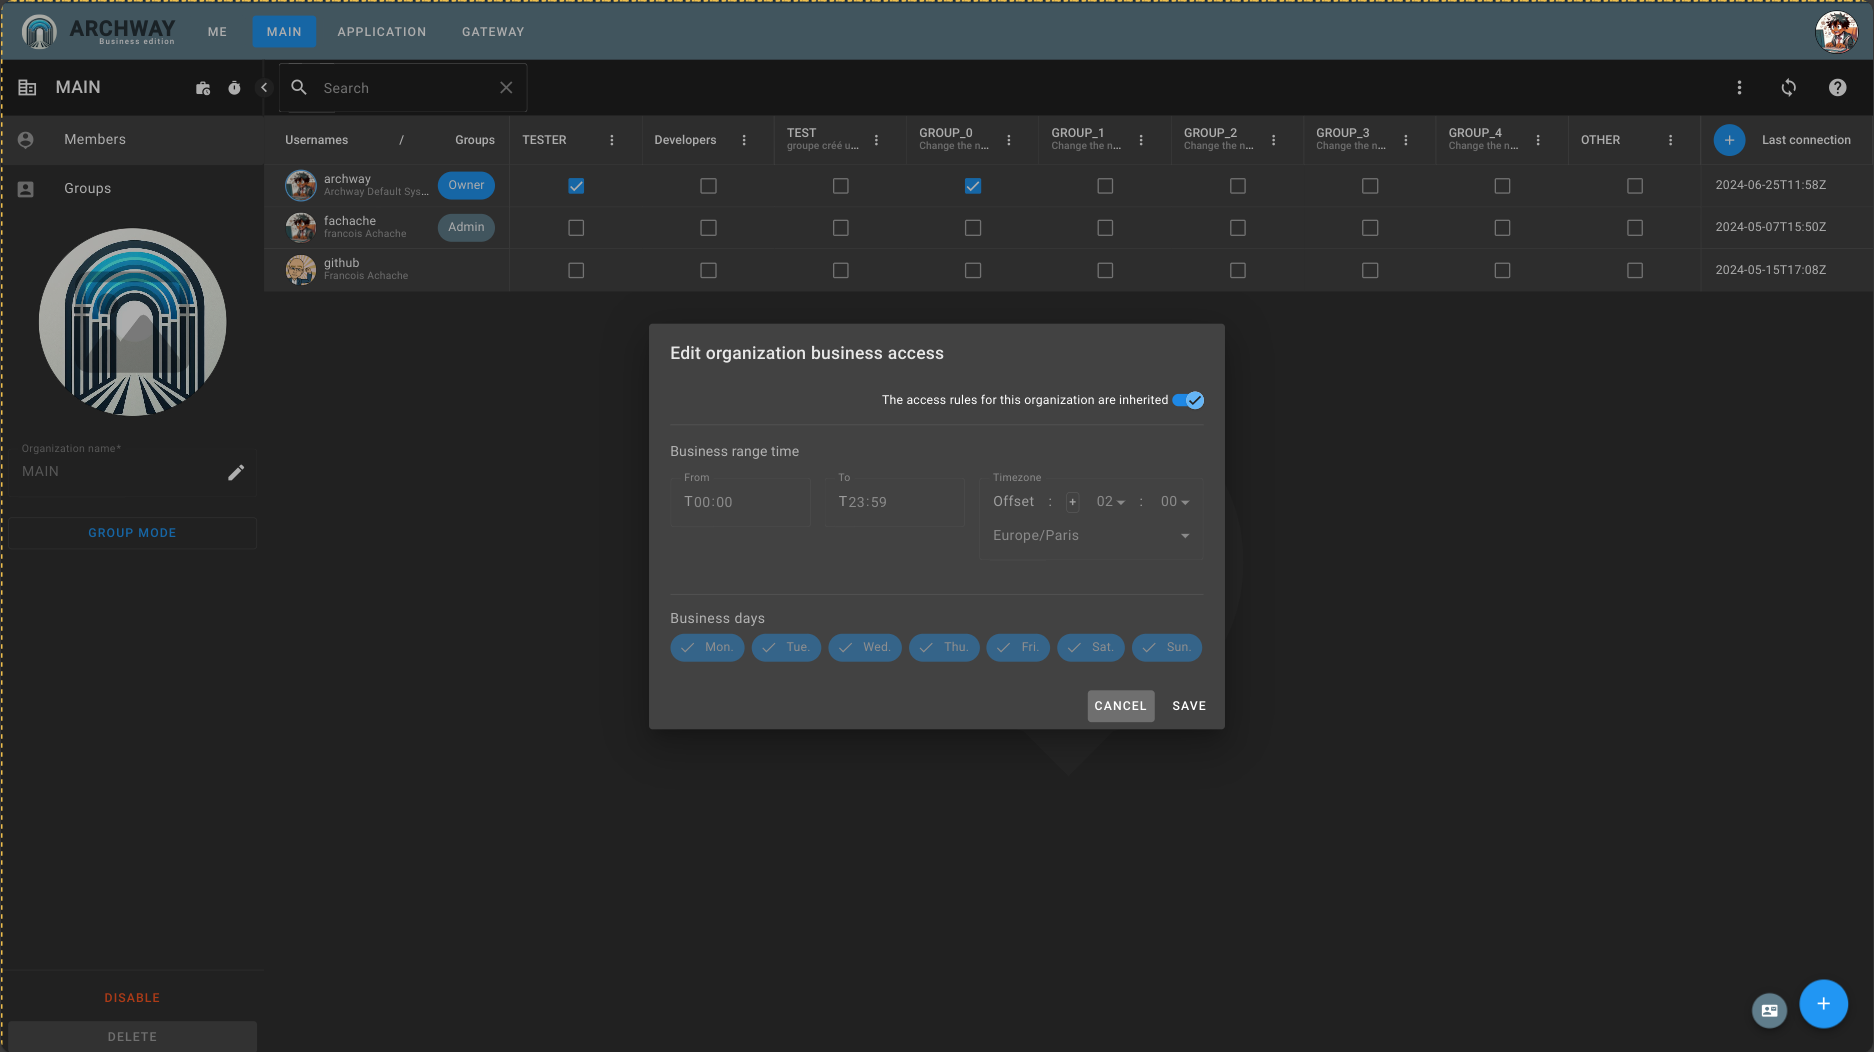 ARCHWAY
Business edition
ME
MAIN
APPLICATION
GATEWAY
MAIN
Search
Members
Groups
Usernames / Groups
TESTER
Developers
TEST
groupe créé u...
GROUP_0
Change the n...
GROUP_1
Change the n...
GROUP_2
Change the n...
GROUP_3
Change the n...
GROUP_4
Change the n...
OTHER
Last connection
archway
Archway Default Sys...
Owner
2024-06-25T11:58Z
fachache
francois Achache
Admin
2024-05-07T15:50Z
github
Francois Achache
2024-05-15T17:08Z
Organization name*
MAIN
GROUP MODE
Edit organization business access
The access rules for this organization are inherited
Business range time
From
T00:00
To
T23:59
Timezone
Offset : + 02 : 00
Europe/Paris
Business days
Mon. Tue. Wed. Thu. Fri. Sat. Sun.
CANCEL SAVE
DISABLE
DELETE